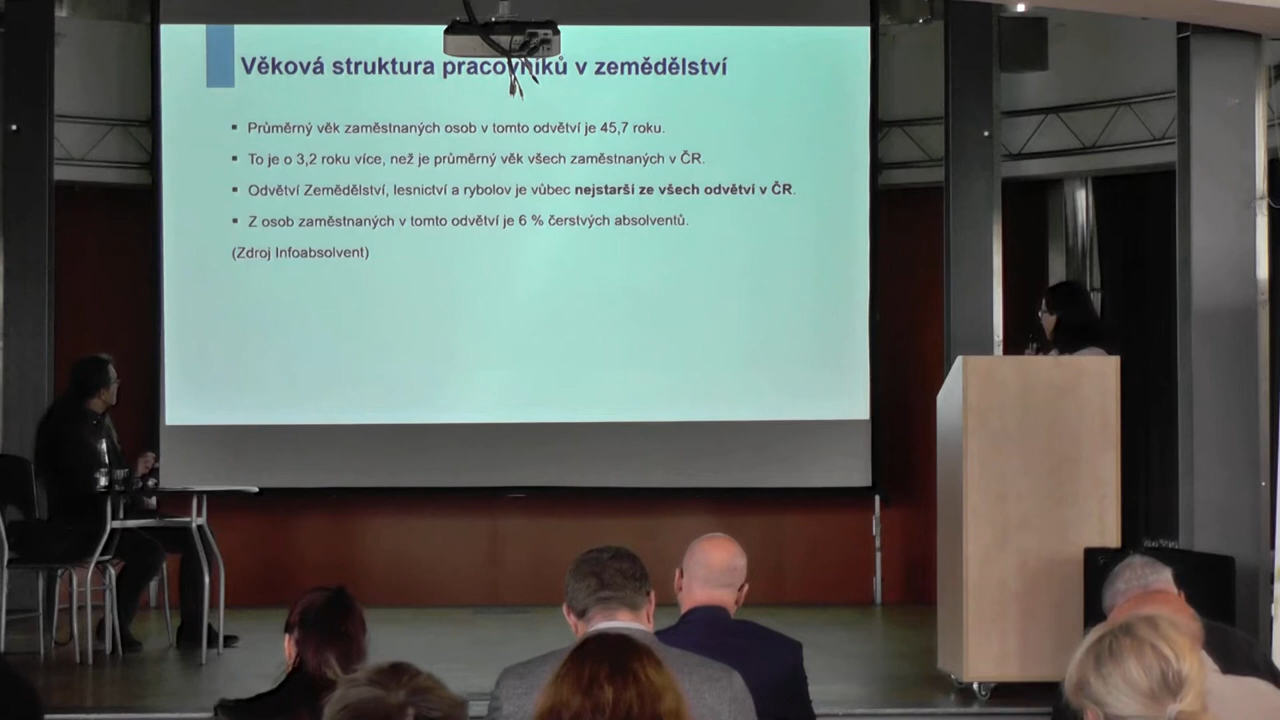 Věková struktura pracovníků v zemědělství
▪ Průměrný věk zaměstnaných osob v tomto odvětví je 45,7 roku.
▪ To je o 3,2 roku více, než je průměrný věk všech zaměstnaných v ČR.
▪ Odvětví Zemědělství, lesnictví a rybolov je vůbec nejstarší ze všech odvětví v ČR.
▪ Z osob zaměstnaných v tomto odvětví je 6 % čerstvých absolventů.
(Zdroj Infoabsolvent)